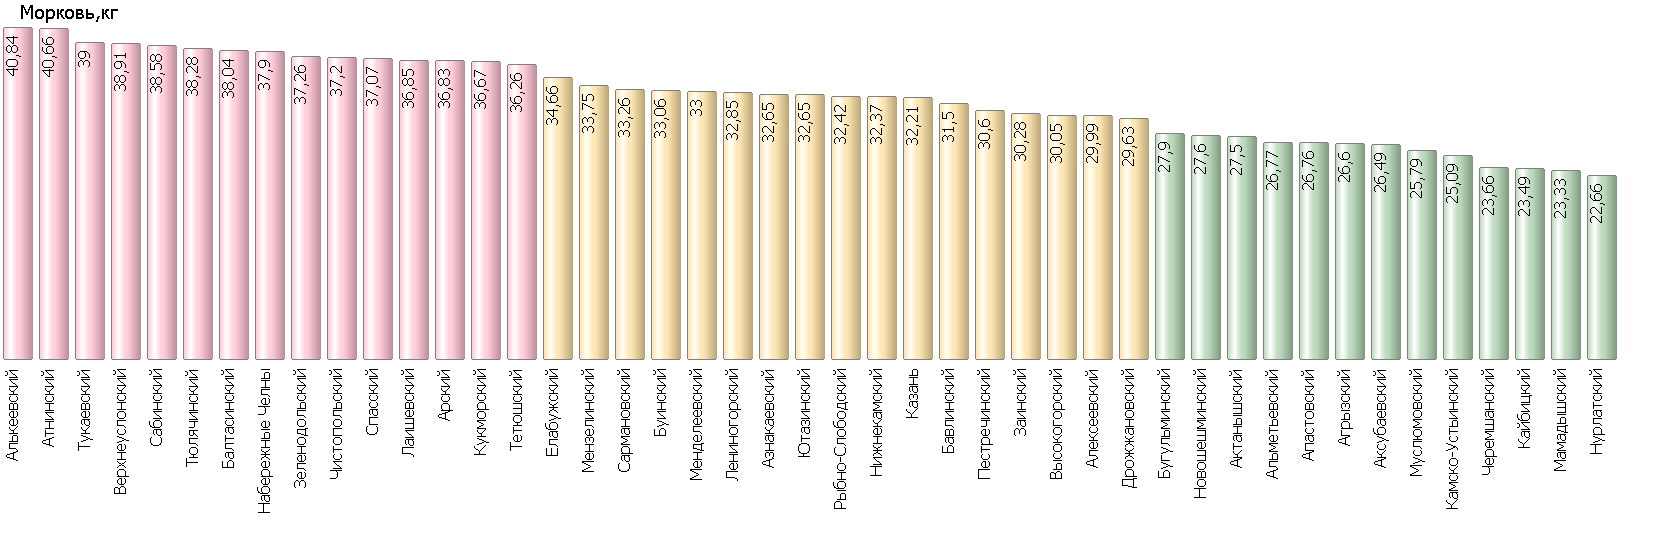 Морковь,кг
40,84
40,66
39
38,91
38,58
38,28
38,04
37,9
37,26
37,2
37,07
36,85
36,83
36,67
36,26
34,66
33,75
33,26
33,06
33
32,85
32,65
32,65
32,42
32,37
32,21
31,5
30,6
30,28
30,05
29,99
29,63
27,9
27,6
27,5
26,77
26,76
26,6
26,49
25,79
25,09
23,66
23,49
23,33
22,66
Алькеевский
Атнинский
Тукаевский
Верхнеуслонский
Сабинский
Тюлячинский
Балтасинский
Набережные Челны
Зеленодольский
Чистопольский
Спасский
Лаишевский
Арский
Кукморский
Тетюшский
Елабужский
Мензелинский
Сармановский
Буинский
Менделеевский
Лениногорский
Азнакаевский
Ютазинский
Рыбно-Слободский
Нижнекамский
Казань
Бавлинский
Пестречинский
Заинский
Высокогорский
Алексеевский
Дрожжановский
Бугульминский
Новошешминский
Актанышский
Альметьевский
Апастовский
Агрызский
Аксубаевский
Муслюмовский
Камско-Устьинский
Черемшанский
Кайбицкий
Мамадышский
Нурлатский